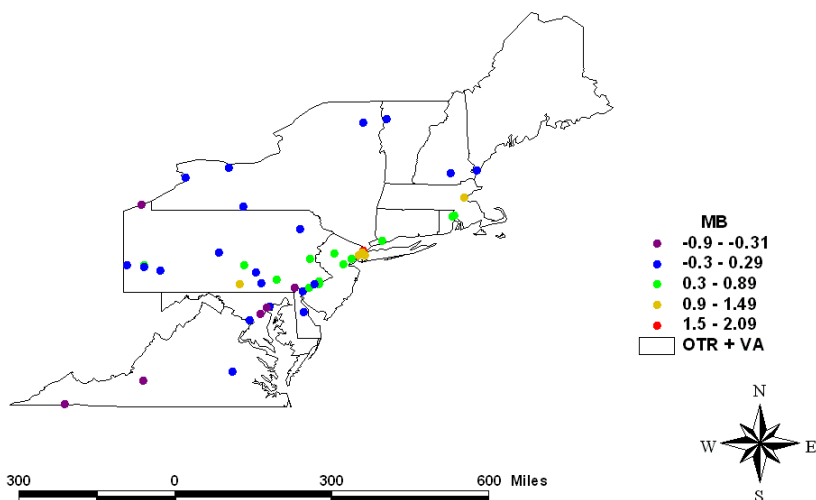 MB
-0.9 - -0.31
-0.3 - 0.29
0.3 - 0.89
0.9 - 1.49
1.5 - 2.09
OTR + VA
N
W E
S
300 0 300 600 Miles